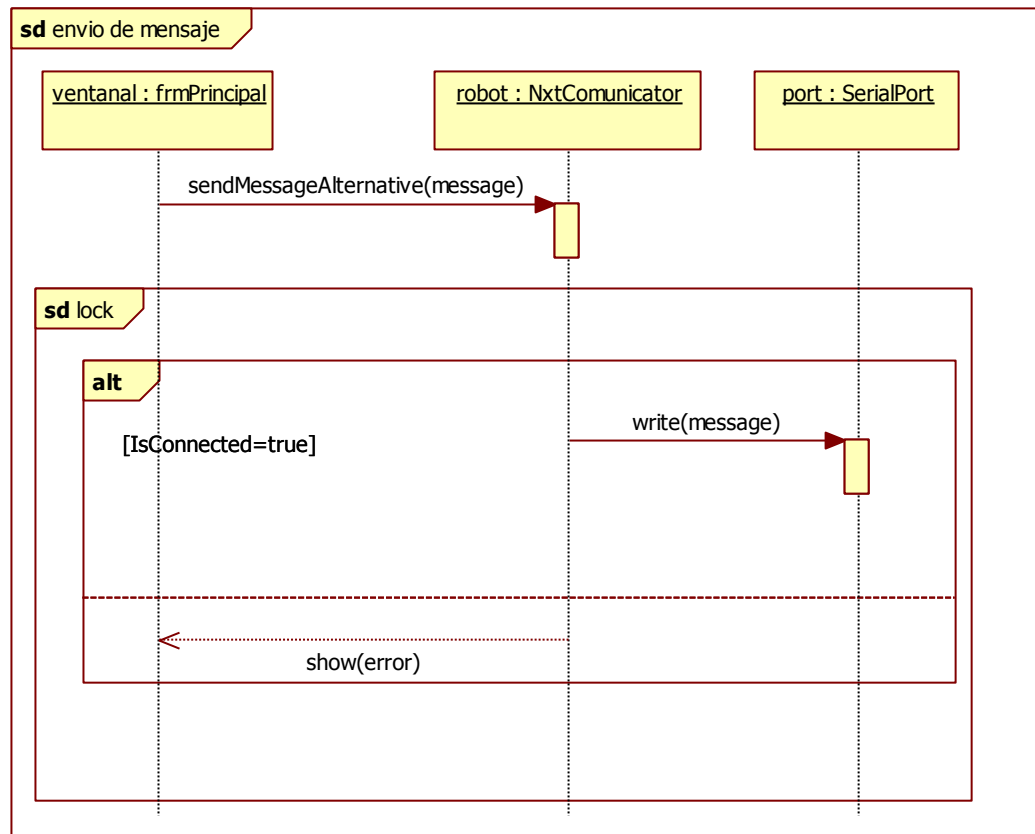 sd envio de mensaje
ventanal : frmPrincipal
robot : NxtComunicator
port : SerialPort
sendMessageAlternative(message)
sd lock
alt
write(message)
[IsConnected=true]
show(error)